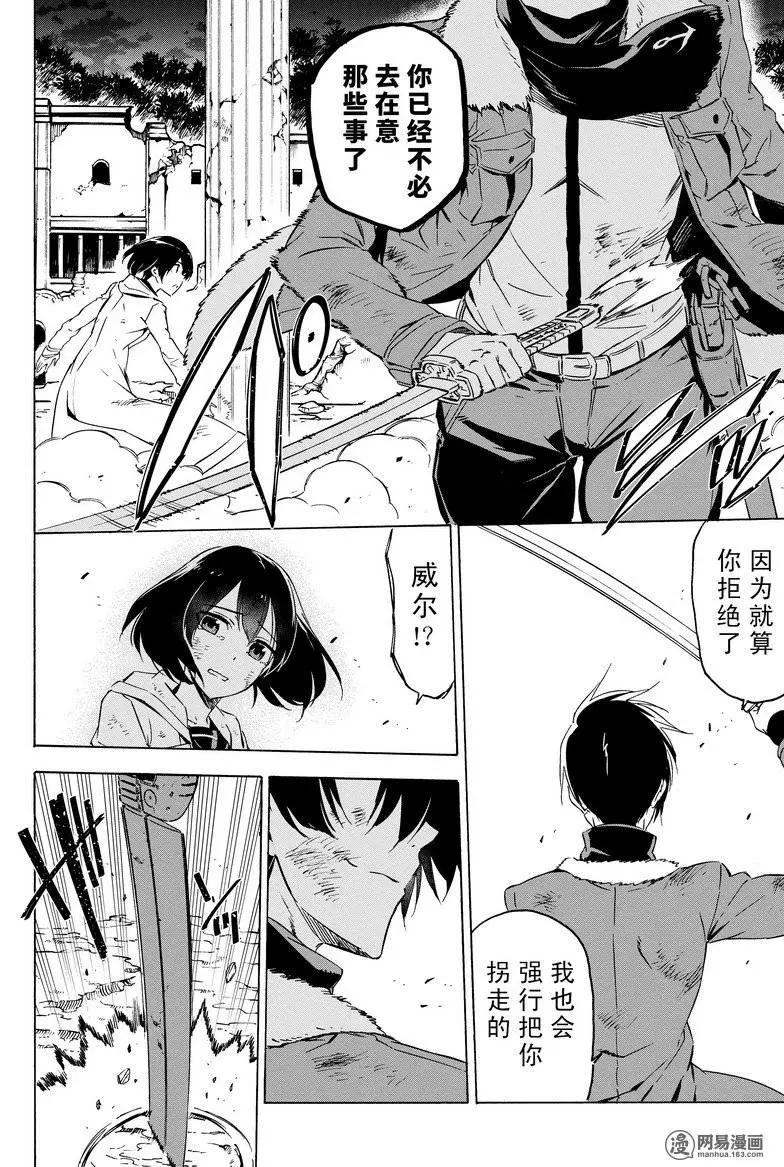 你已经不必
去在意
那些事了
因为就算
你拒绝了
威尔!?
我也会
强行把你
拐走的
漫
网易漫画
manhua.163.com